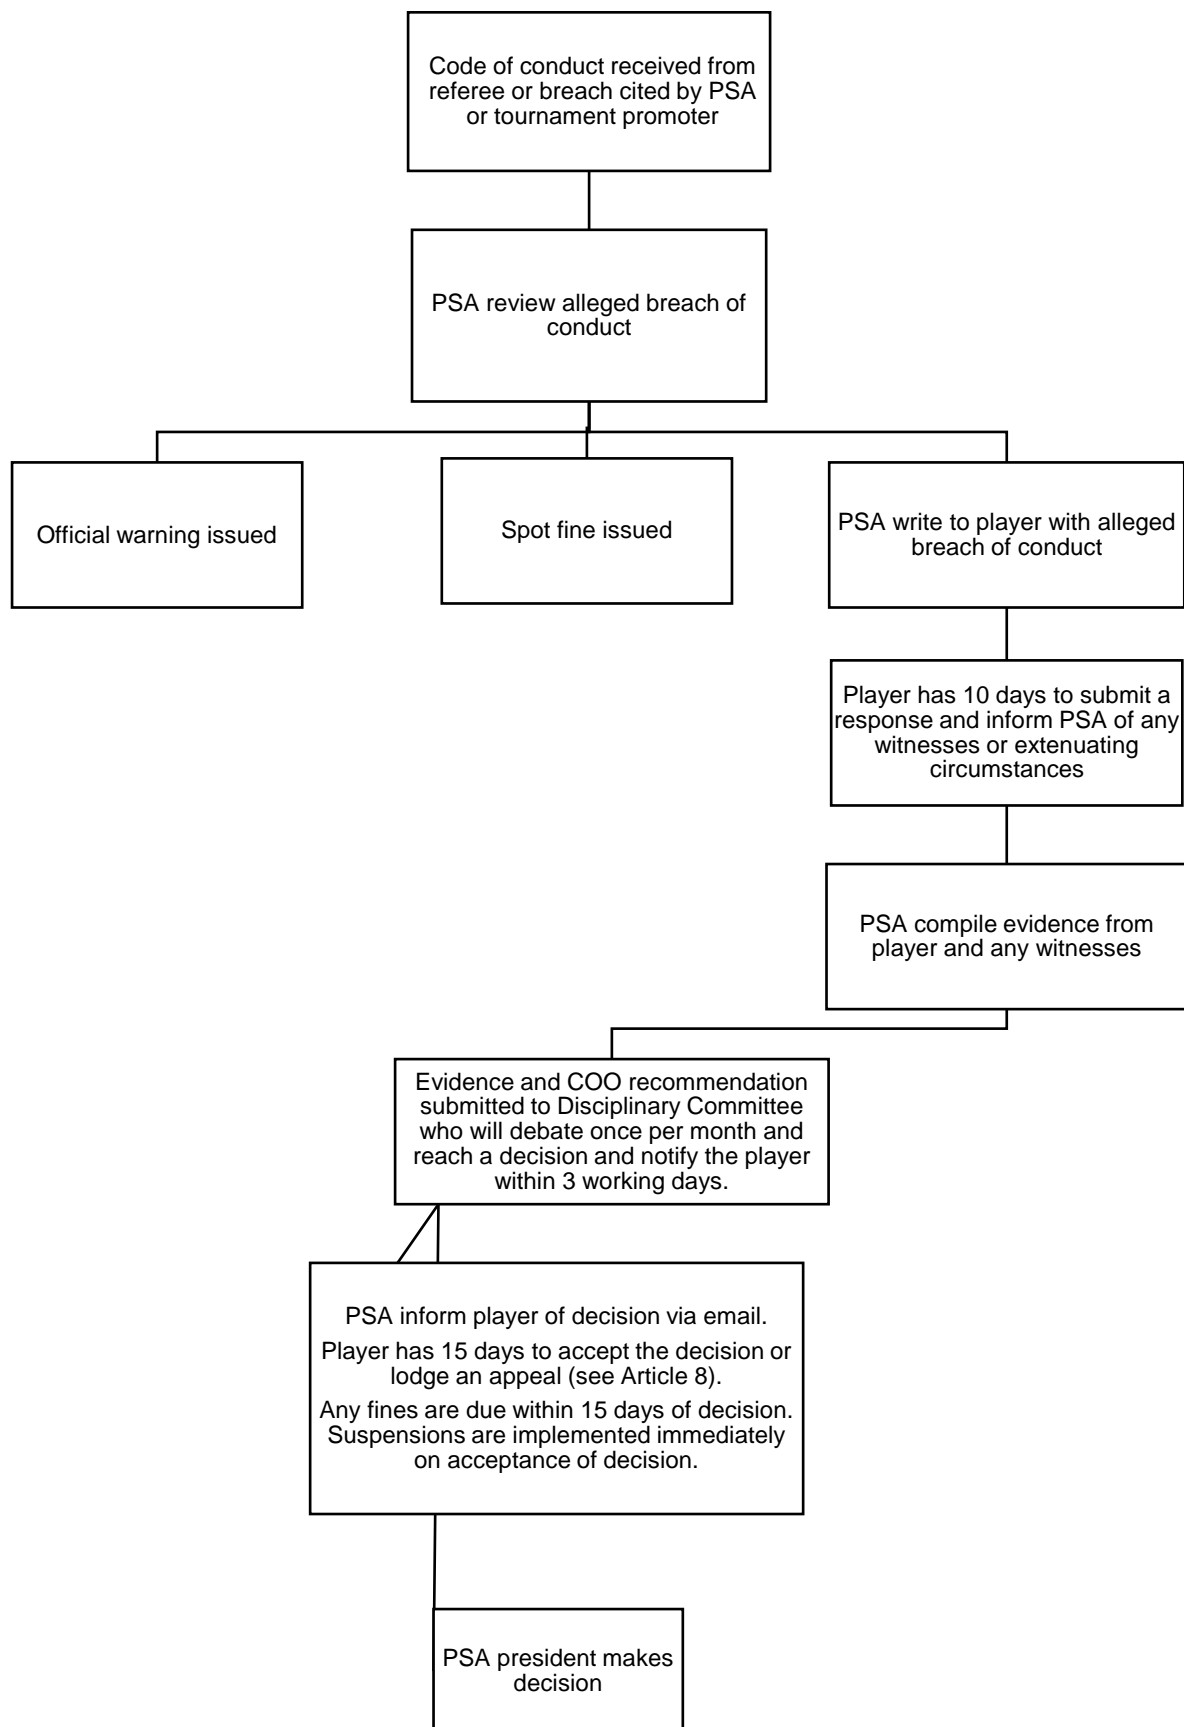 Code of conduct received from
referee or breach cited by PSA
or tournament promoter
PSA review alleged breach of
conduct
Official warning issued
Spot fine issued
PSA write to player with alleged
breach of conduct
Player has 10 days to submit a
response and inform PSA of any
witnesses or extenuating
circumstances
PSA compile evidence from
player and any witnesses
Evidence and COO recommendation
submitted to Disciplinary Committee
who will debate once per month and
reach a decision and notify the player
within 3 working days.
PSA inform player of decision via email.
Player has 15 days to accept the decision or
lodge an appeal (see Article 8).
Any fines are due within 15 days of decision.
Suspensions are implemented immediately
on acceptance of decision.
PSA president makes
decision